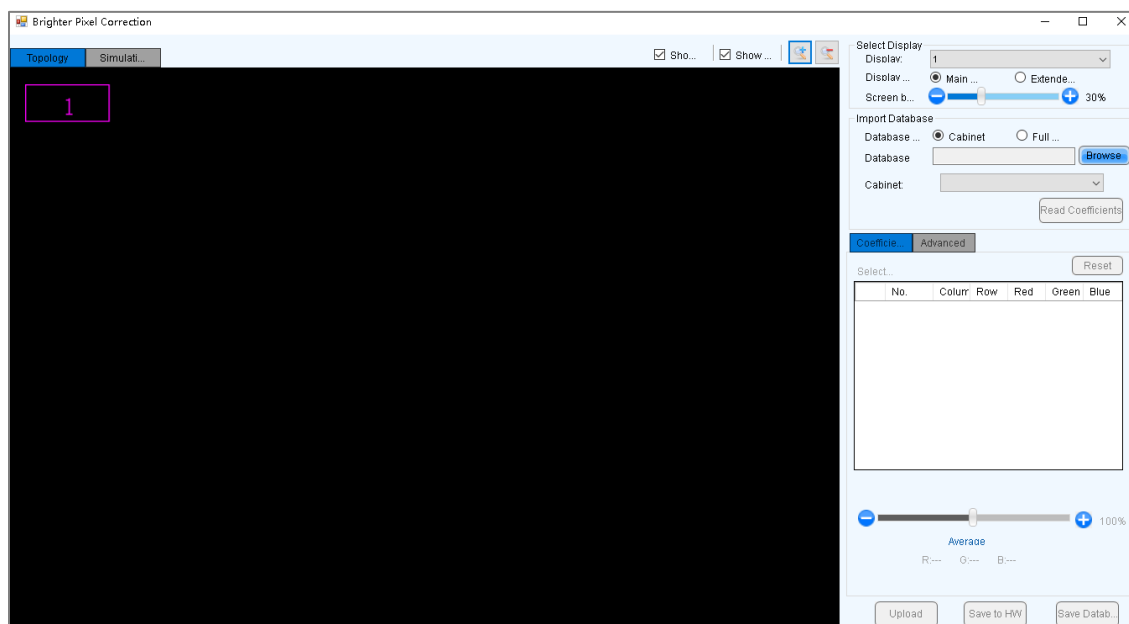 Brighter Pixel Correction
Topology Simulati... Sho... Show ...
1
Select Display
Display: 1
Display ... Main ... Extende...
Screen b... 30%
Import Database
Database ... Cabinet Full ...
Database Browse
Cabinet:
Read Coefficients
Coefficie... Advanced
Select... Reset
No. Colum Row Red Green Blue
100%
Average
R:--- G:--- B:---
Upload Save to HW Save Datab...